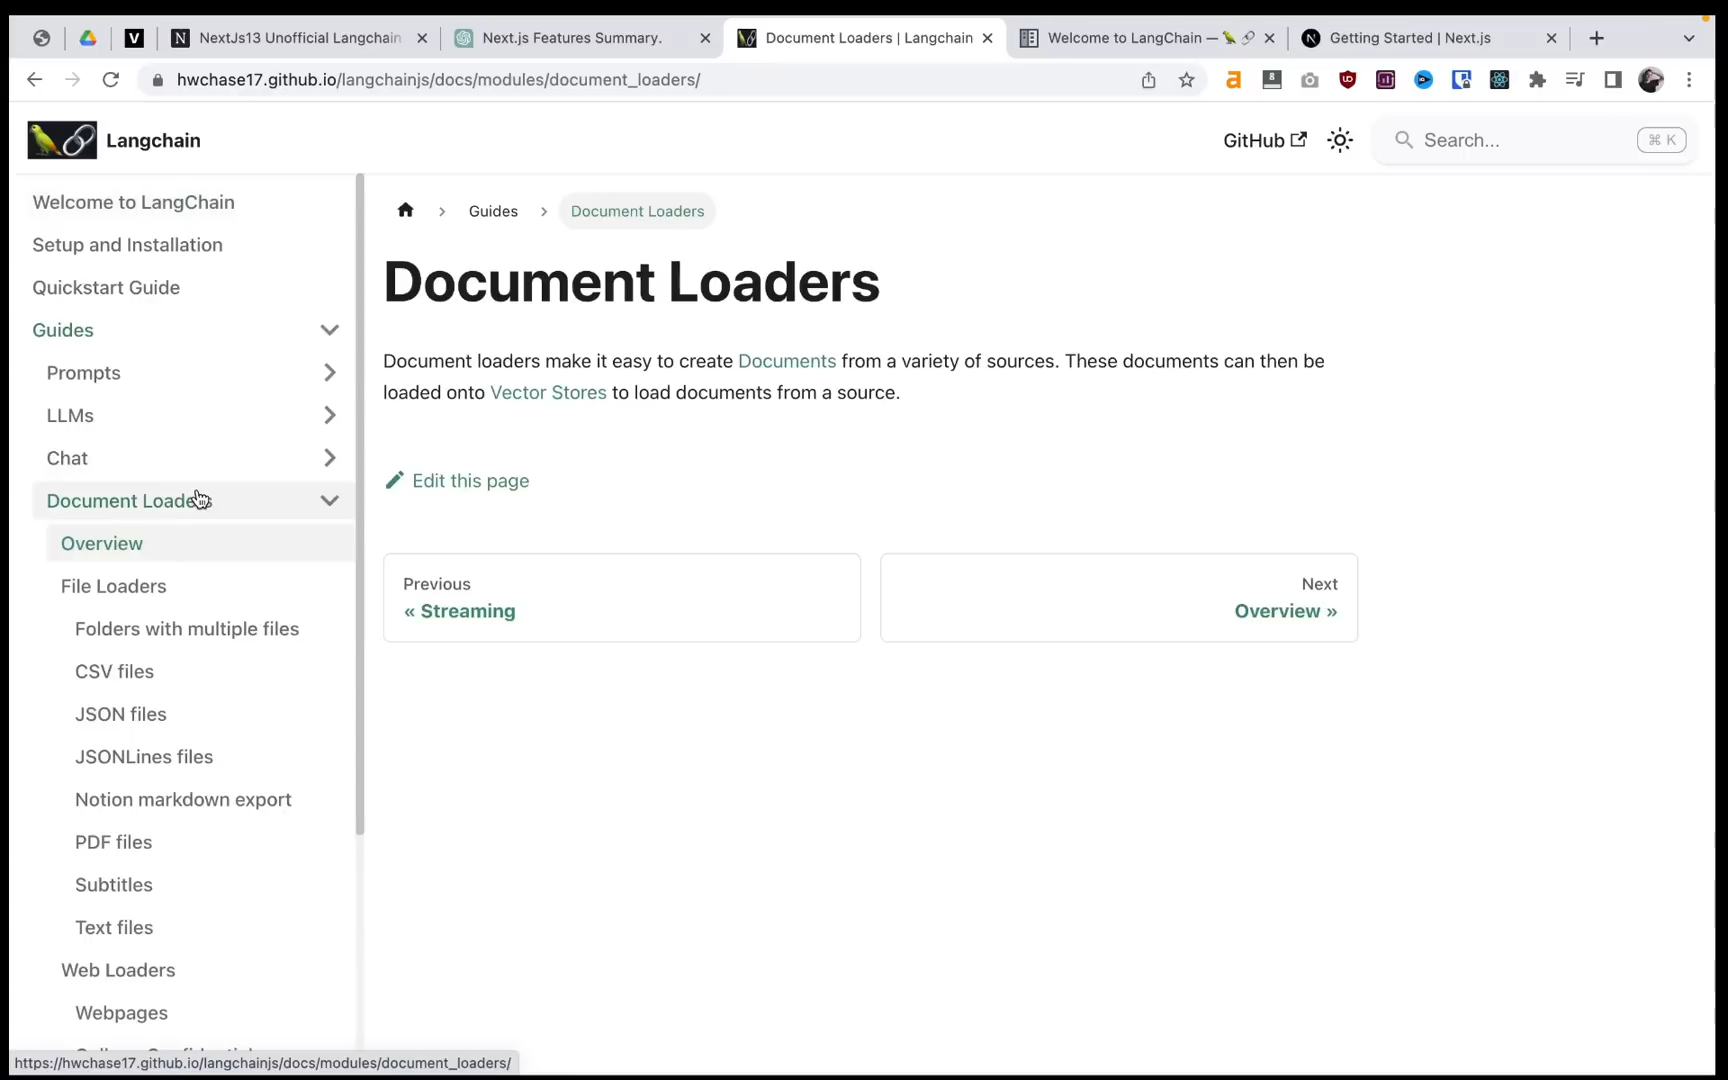 NextJs13 Unofficial Langchain
Next.js Features Summary.
Document Loaders | Langchain
Welcome to LangChain —
Getting Started | Next.js
hwchase17.github.io/langchainjs/docs/modules/document_loaders/
Langchain
GitHub
Search...
⌘ K
Welcome to LangChain
Setup and Installation
Quickstart Guide
Guides
Prompts
LLMs
Chat
Document Loaders
Overview
File Loaders
Folders with multiple files
CSV files
JSON files
JSONLines files
Notion markdown export
PDF files
Subtitles
Text files
Web Loaders
Webpages
https://hwchase17.github.io/langchainjs/docs/modules/document_loaders/
Guides
Document Loaders
Document Loaders
Document loaders make it easy to create Documents from a variety of sources. These documents can then be
loaded onto Vector Stores to load documents from a source.
Edit this page
Previous
« Streaming
Next
Overview »